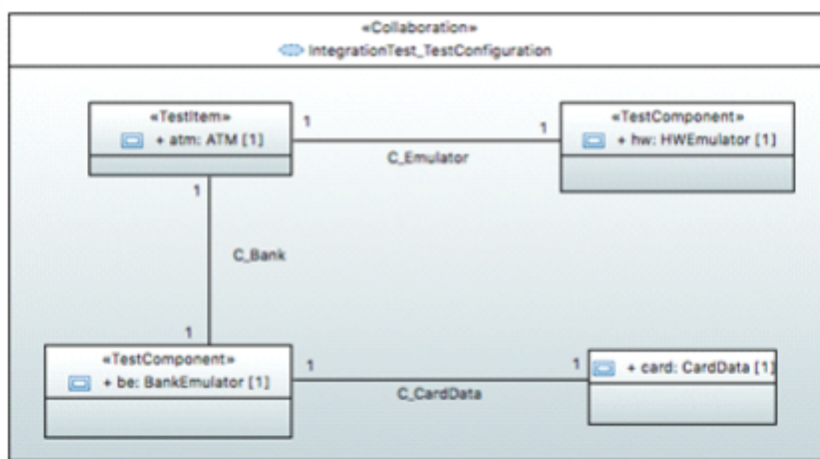 «Collaboration»
IntegrationTest_TestConfiguration
«TestItem»
+ atm: ATM [1]
1
1
«TestComponent»
+ hw: HWEmulator [1]
C_Emulator
1
C_Bank
1
«TestComponent»
+ be: BankEmulator [1]
1
1
+ card: CardData [1]
C_CardData